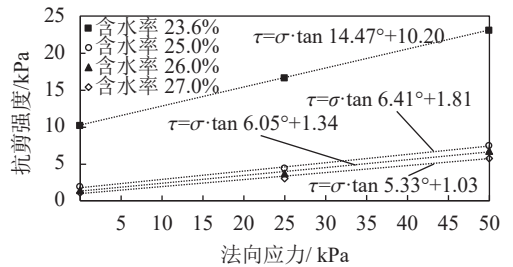 25
20
15
10
5
0
抗剪强度/kPa
含水率 23.6%
含水率 25.0%
含水率 26.0%
含水率 27.0%
τ=σ·tan 14.47°+10.20
τ=σ·tan 6.41°+1.81
τ=σ·tan 6.05°+1.34
τ=σ·tan 5.33°+1.03
5 10 15 20 25 30 35 40 45 50
法向应力/ kPa